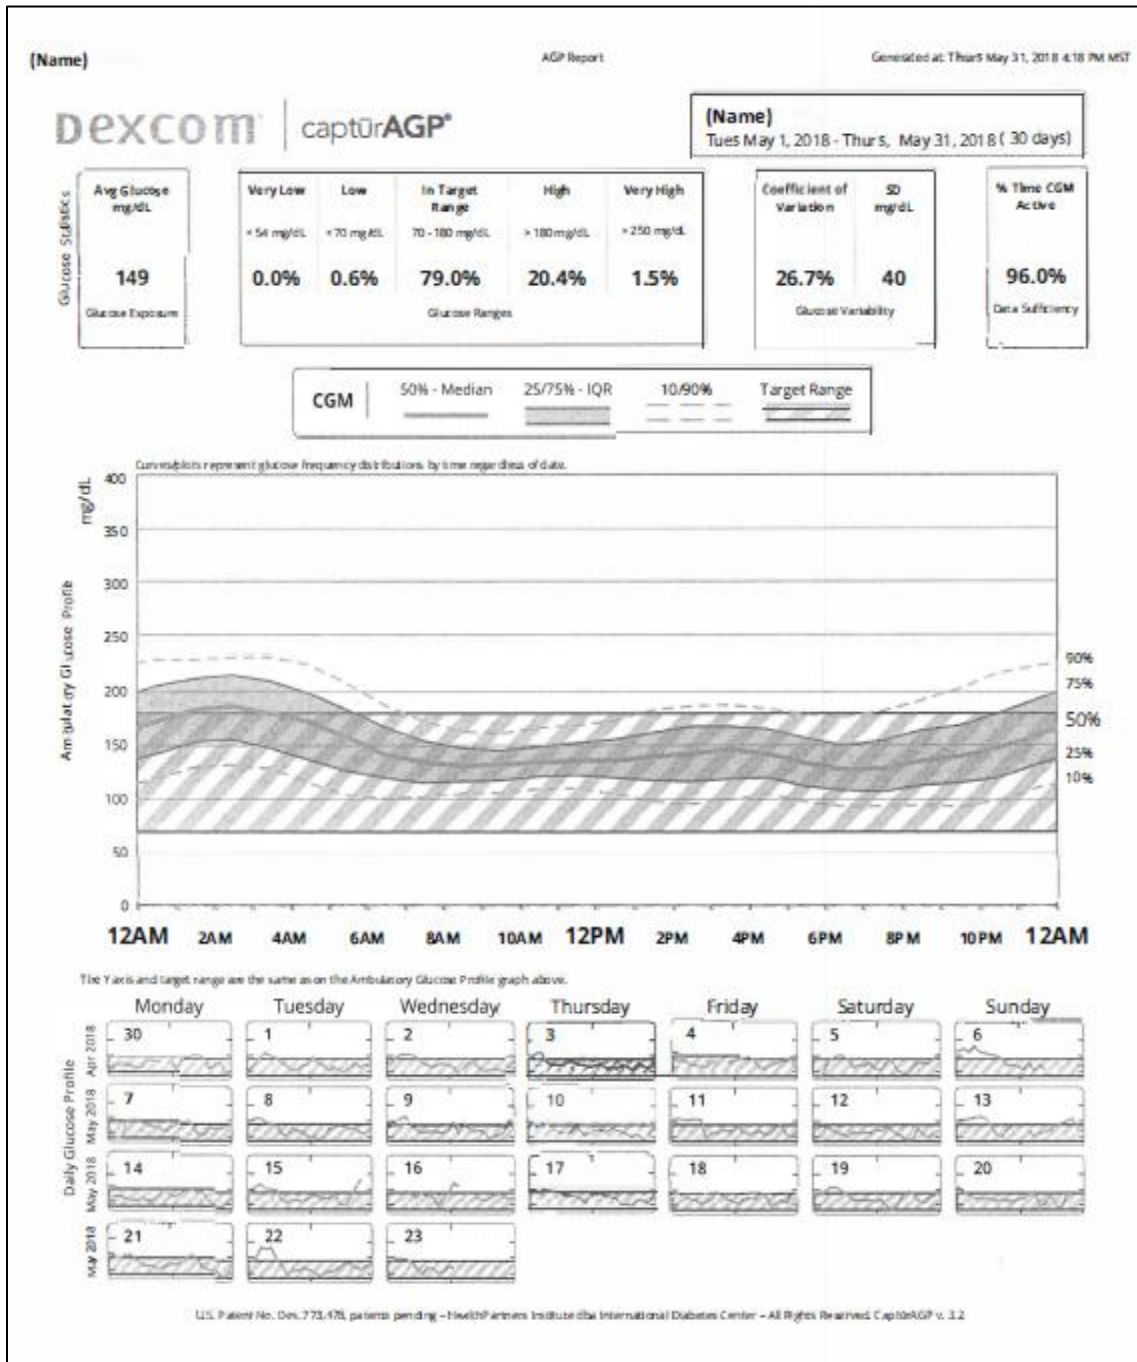 (Name) AGP Report Generated at: Thurs May 31, 2018 4:18 PM MST
Dexcom captūrAGP®
(Name)
Tues May 1, 2018 - Thurs, May 31, 2018 ( 30 days)
Glucose Statistics
Avg Glucose
mg/dL
149
Glucose Exposure
Very Low Low In Target Range High Very High
< 54 mg/dL < 70 mg/dL 70 - 180 mg/dL > 180 mg/dL > 250 mg/dL
0.0% 0.6% 79.0% 20.4% 1.5%
Glucose Ranges
Coefficient of Variation SD mg/dL
26.7% 40
Glucose Variability
% Time CGM
Active
96.0%
Data Sufficiency
CGM 50% - Median 25/75% - IQR 10/90% Target Range
Curves/plots represent glucose frequency distributions by time regardless of date.
Ambulatory Glucose Profile
mg/dL
400
350
300
250
200
150
100
50
0
90%
75%
50%
25%
10%
12AM 2AM 4AM 6AM 8AM 10AM 12PM 2PM 4PM 6PM 8PM 10PM 12AM
The Y axis and target range are the same as on the Ambulatory Glucose Profile graph above.
Daily Glucose Profile
Monday Tuesday Wednesday Thursday Friday Saturday Sunday
Apr 2018 30 1 2 3 4 5 6
May 2018 7 8 9 10 11 12 13
May 2018 14 15 16 17 18 19 20
May 2018 21 22 23
U.S. Patent No. Des. 773,478, patents pending – HealthPartners Institute dba International Diabetes Center – All Rights Reserved. CaptūrAGP v. 3.2